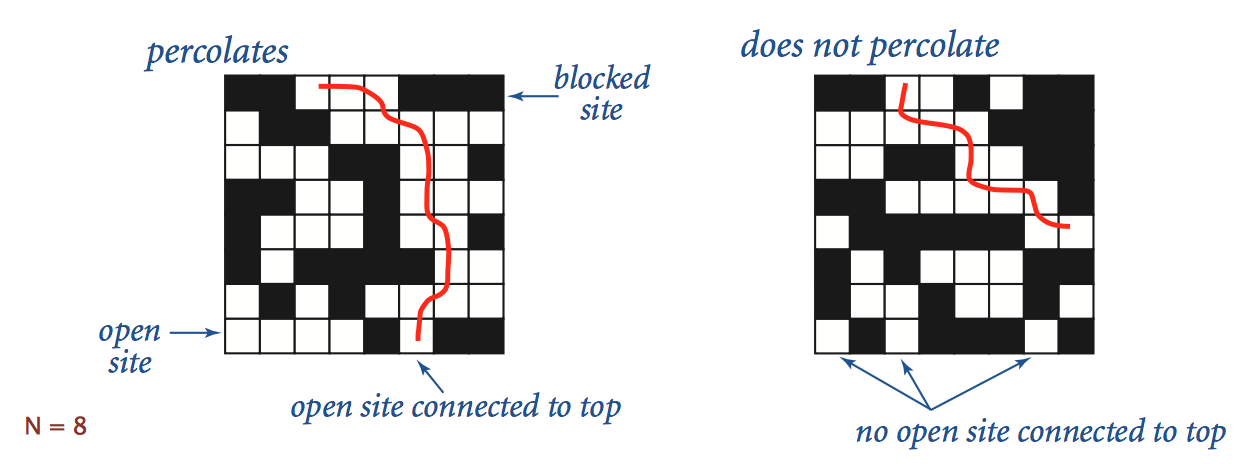 percolates
does not percolate
blocked
site
open
site
open site connected to top
no open site connected to top
N = 8